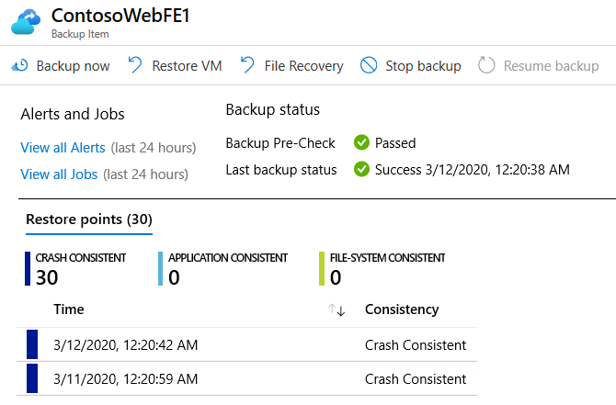 ContosoWebFE1
Backup Item
Backup now Restore VM File Recovery Stop backup Resume backup
Alerts and Jobs
View all Alerts (last 24 hours)
View all Jobs (last 24 hours)
Backup status
Backup Pre-Check Passed
Last backup status Success 3/12/2020, 12:20:38 AM
Restore points (30)
CRASH CONSISTENT APPLICATION CONSISTENT FILE-SYSTEM CONSISTENT
30 0 0
Time Consistency
3/12/2020, 12:20:42 AM Crash Consistent
3/11/2020, 12:20:59 AM Crash Consistent